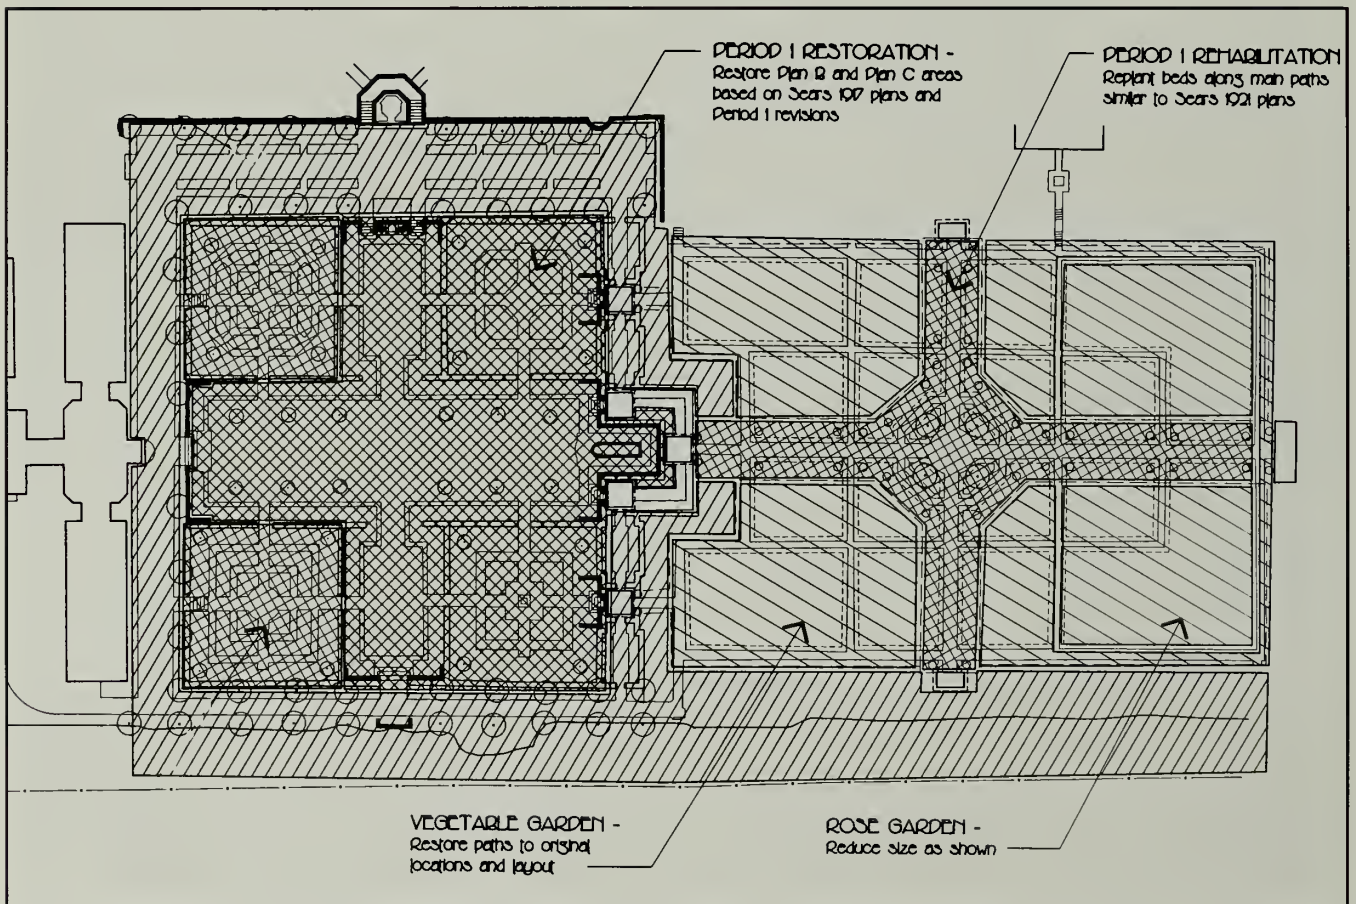 PERIOD 1 RESTORATION -
Restore Plan B and Plan C areas
based on Sears 1917 plans and
Period 1 revisions
PERIOD 1 REHABILITATION
Replant beds along main paths
similar to Sears 1921 plans
VEGETABLE GARDEN -
Restore paths to original
locations and layout
ROSE GARDEN -
Reduce size as shown